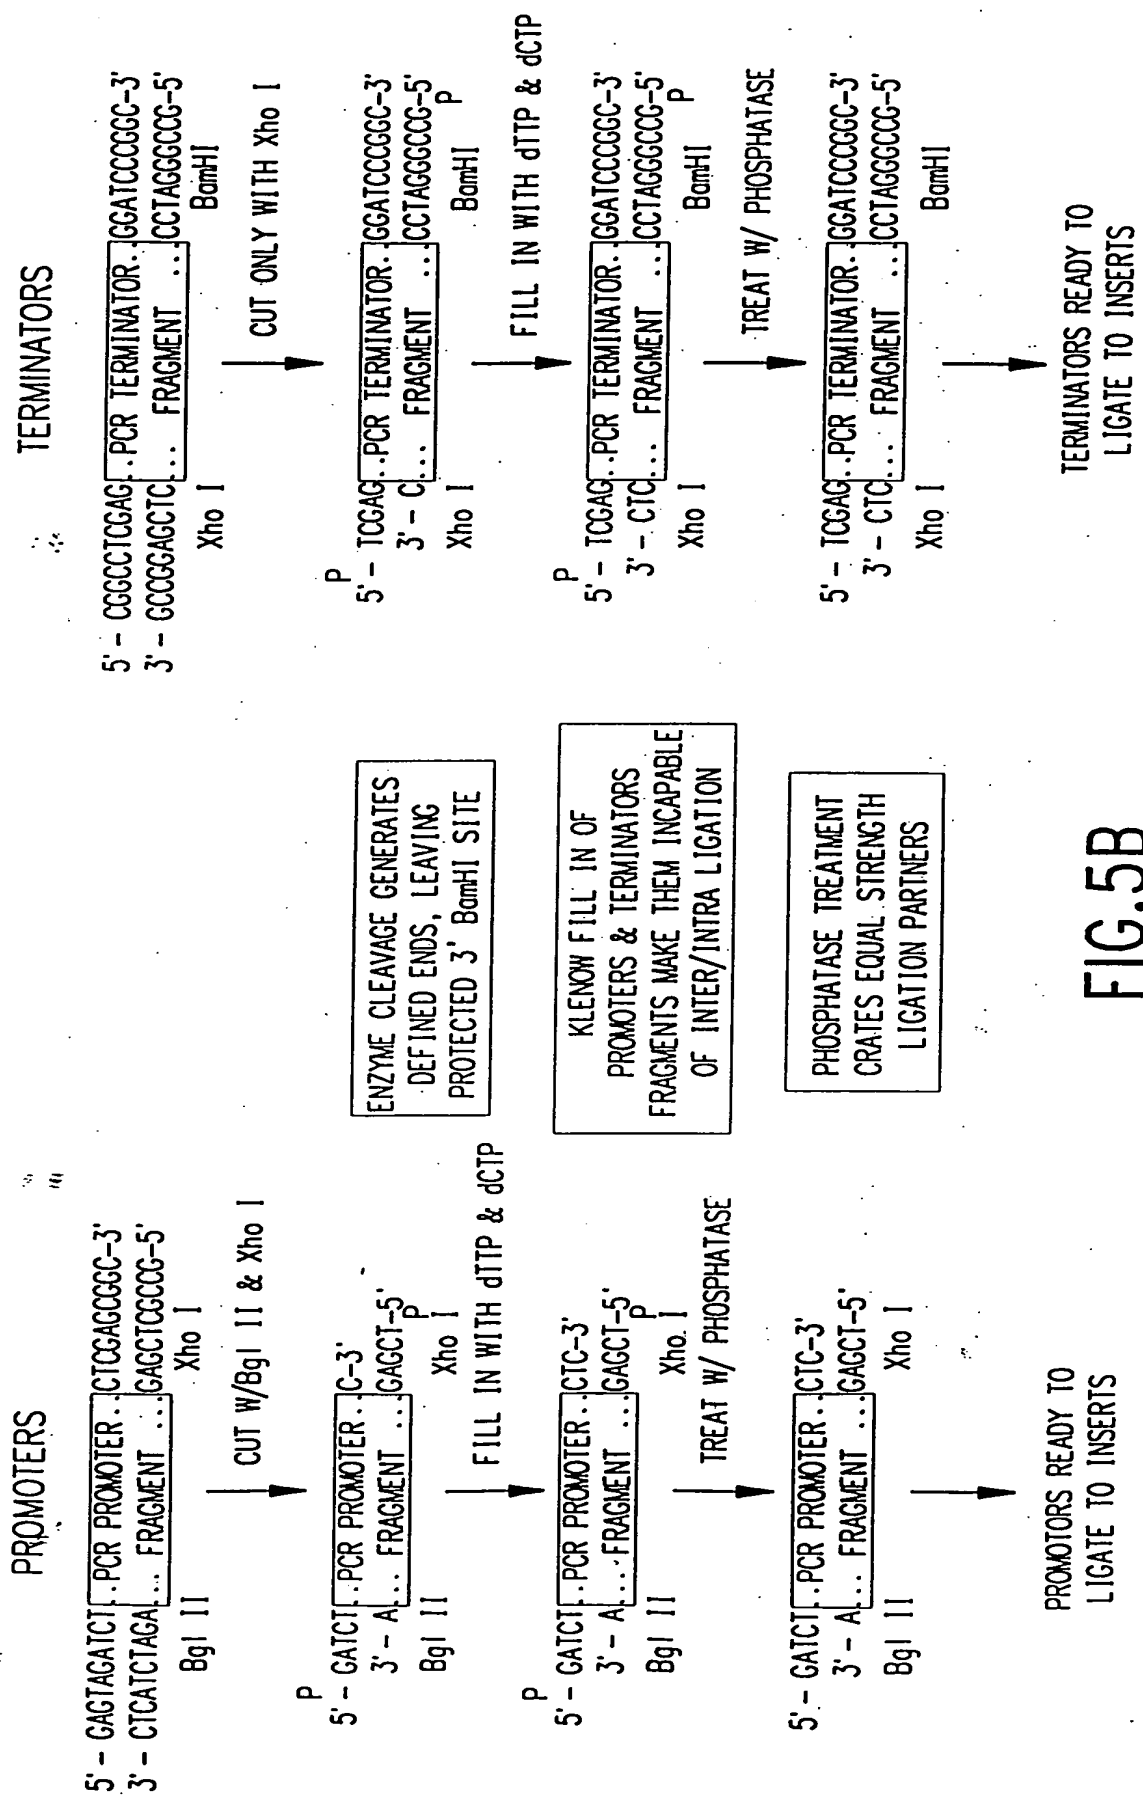 PROMOTERS
5'- GAGTAGATCT..PCR PROMOTER..CTCGAGCGGC-3'
3'- CTCATCTAGA... FRAGMENT ...GAGCTCGCCG-5'
Bgl II Xho I
CUT W/Bgl II & Xho I
P
5'- GATCT..PCR PROMOTER..C-3'
3'- A... FRAGMENT ...GAGCT-5'
P
Bgl II Xho I
FILL IN WITH dTTP & dCTP
P
5'- GATCT..PCR PROMOTER..CTC-3'
3'- A...FRAGMENT ...GAGCT-5'
P
Bgl II Xho I
TREAT W/ PHOSPHATASE
5'- GATCT..PCR PROMOTER..CTC-3'
3'- A... FRAGMENT ...GAGCT-5'
Bgl II Xho I
PROMOTORS READY TO
LIGATE TO INSERTS
ENZYME CLEAVAGE GENERATES
DEFINED ENDS, LEAVING
PROTECTED 3' BamHI SITE
KLENOW FILL IN OF
PROMOTERS & TERMINATORS
FRAGMENTS MAKE THEM INCAPABLE
OF INTER/INTRA LIGATION
PHOSPHATASE TREATMENT
CRATES EQUAL STRENGTH
LIGATION PARTNERS
TERMINATORS
5'- CGGCCTCGAG..PCR TERMINATOR..GGATCCCGGC-3'
3'- GCCGGAGCTC... FRAGMENT ...CCTAGGGCCG-5'
Xho I BamHI
CUT ONLY WITH Xho I
P
5'- TCGAG..PCR TERMINATOR..GGATCCCGGC-3'
3'- C... FRAGMENT ...CCTAGGGCCG-5'
P
Xho I BamHI
FILL IN WITH dTTP & dCTP
P
5'- TCGAG..PCR TERMINATOR..GGATCCCGGC-3'
3'- CTC... FRAGMENT ...CCTAGGGCCG-5'
P
Xho I BamHI
TREAT W/ PHOSPHATASE
5'- TCGAG..PCR TERMINATOR..GGATCCCGGC-3'
3'- CTC... FRAGMENT ...CCTAGGGCCG-5'
Xho I BamHI
TERMINATORS READY TO
LIGATE TO INSERTS
FIG.5B